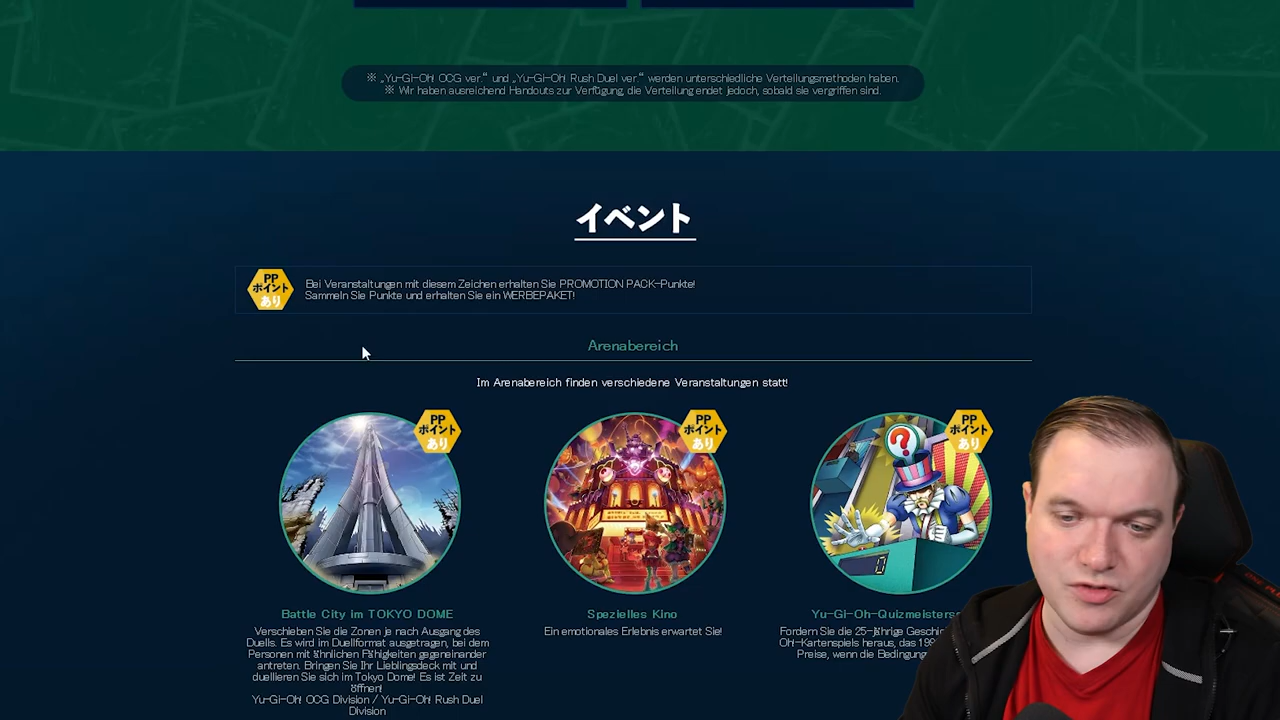 ※ „Yu-Gi-Oh! OCG ver.“ und „Yu-Gi-Oh! Rush Duel ver.“ werden unterschiedliche Verteilungsmethoden haben.
※ Wir haben ausreichend Handouts zur Verfügung, die Verteilung endet jedoch, sobald sie vergriffen sind.
イベント
PP
ポイント
あり
Bei Veranstaltungen mit diesem Zeichen erhalten Sie PROMOTION PACK-Punkte!
Sammeln Sie Punkte und erhalten Sie ein WERBEPAKET!
Arenabereich
Im Arenabereich finden verschiedene Veranstaltungen statt!
PP
ポイント
あり
PP
ポイント
あり
PP
ポイント
あり
?
0
Battle City im TOKYO DOME
Verschieben Sie die Zonen je nach Ausgang des
Duells. Es wird im Duellformat ausgetragen, bei dem
Personen mit ähnlichen Fähigkeiten gegeneinander
antreten. Bringen Sie Ihr Lieblingsdeck mit und
duellieren Sie sich im Tokyo Dome! Es ist Zeit zu
öffnen!
Yu-Gi-Oh! OCG Division / Yu-Gi-Oh! Rush Duel
Division
Spezielles Kino
Ein emotionales Erlebnis erwartet Sie!
Yu-Gi-Oh-Quizmeisters
Fordern Sie die 25-jährige
Oh-Kartenspiels heraus, das
Preise, wenn die